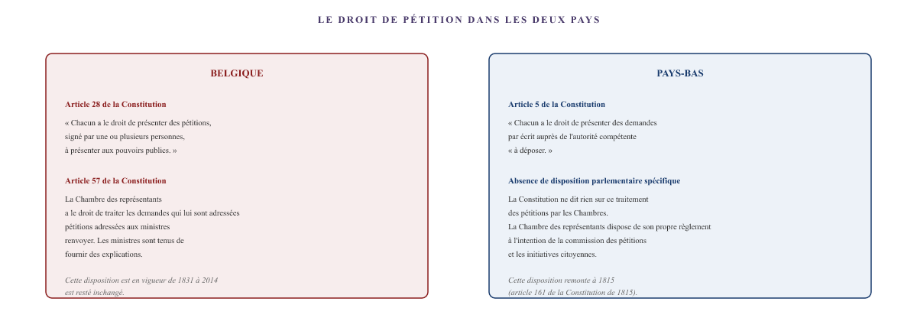 LE DROIT DE PÉTITION DANS LES DEUX PAYS
BELGIQUE
Article 28 de la Constitution
« Chacun a le droit de présenter des pétitions,
signé par une ou plusieurs personnes,
à présenter aux pouvoirs publics. »
Article 57 de la Constitution
La Chambre des représentants
a le droit de traiter les demandes qui lui sont adressées
pétitions adressées aux ministres
renvoyer. Les ministres sont tenus de
fournir des explications.
Cette disposition est en vigueur de 1831 à 2014
est resté inchangé.
PAYS-BAS
Article 5 de la Constitution
« Chacun a le droit de présenter des demandes
par écrit auprès de l'autorité compétente
« à déposer. »
Absence de disposition parlementaire spécifique
La Constitution ne dit rien sur ce traitement
des pétitions par les Chambres.
La Chambre des représentants dispose de son propre règlement
à l'intention de la commission des pétitions
et les initiatives citoyennes.
Cette disposition remonte à 1815
(article 161 de la Constitution de 1815).